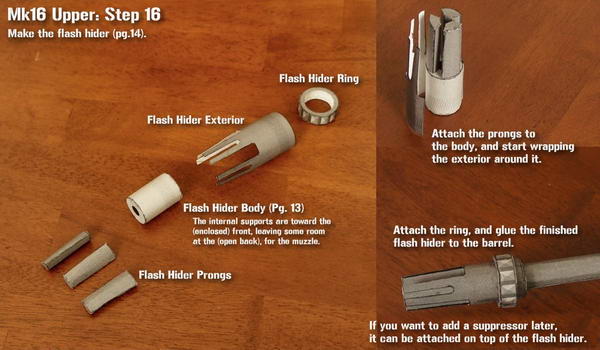 Mk16 Upper: Step 16
Make the flash hider (pg.14).
Flash Hider Ring
Flash Hider Exterior
Flash Hider Body (Pg. 13)
The internal supports are toward the
(enclosed) front, leaving some room
at the (open back), for the muzzle.
Flash Hider Prongs
Attach the prongs to
the body, and start wrapping
the exterior around it.
Attach the ring, and glue the finished
flash hider to the barrel.
If you want to add a suppressor later,
it can be attached on top of the flash hider.